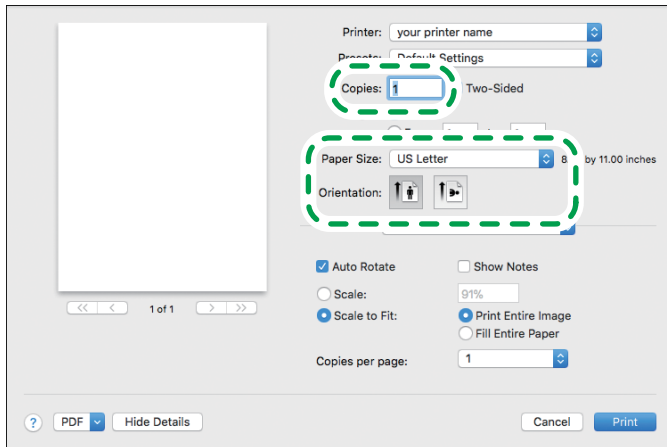 Printer: your printer name
Presets: Default Settings
Copies: 1 Two-Sided
Paper Size: US Letter by 11.00 inches
Orientation:
Auto Rotate Show Notes
Scale: 91%
Scale to Fit: Print Entire Image
Fill Entire Paper
Copies per page: 1
<< < 1 of 1 > >>
? PDF Hide Details Cancel Print